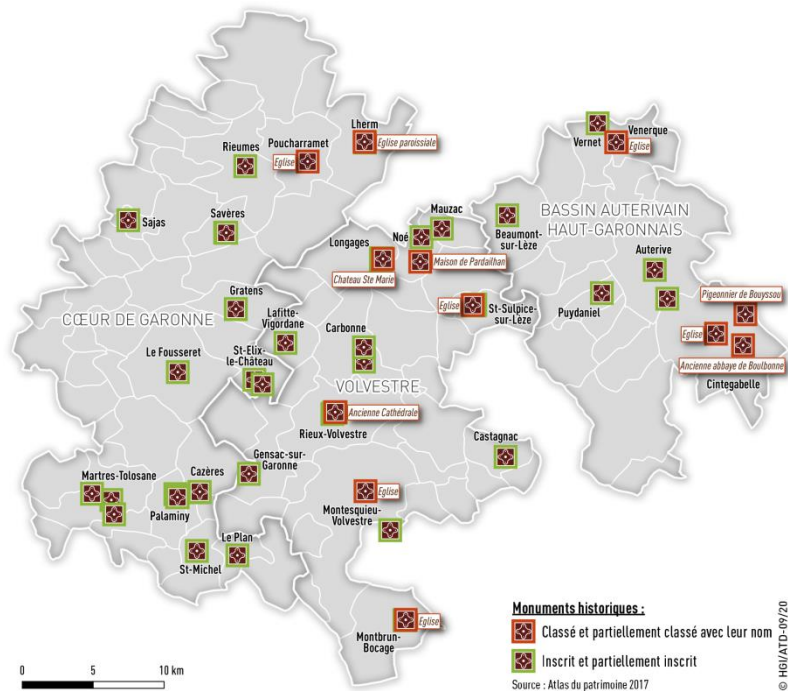 Lherm
Eglise paroissiale
Poucharramet
Eglise
Rieumes
Vernet
Venerque
Eglise
Sajas
Savères
Mauzac
Noé
Beaumont-
sur-Lèze
BASSIN AUTERIVAIN
HAUT-GARONNAIS
Longages
Maison de Pardailhan
Chateau Ste Marie
Auterive
Gratens
Eglise
St-Sulpice-
sur-Lèze
Puydaniel
Pigeonnier de Bouyssou
CŒUR DE GARONNE
Lafitte-
Vigordane
Carbonne
Eglise
Ancienne abbaye de Boulbonne
Cintegabelle
Le Fousseret
St-Elix-
le-Château
VOLVESTRE
Ancienne Cathédrale
Rieux-Volvestre
Castagnac
Gensac-sur-
Garonne
Martres-Tolosane
Cazères
Palaminy
Eglise
Montesquieu-
Volvestre
Le Plan
St-Michel
Montbrun-
Bocage
Eglise
Monuments historiques :
Classé et partiellement classé avec leur nom
Inscrit et partiellement inscrit
Source : Atlas du patrimoine 2017
© HGI/ATD-09/20
0 5 10 km